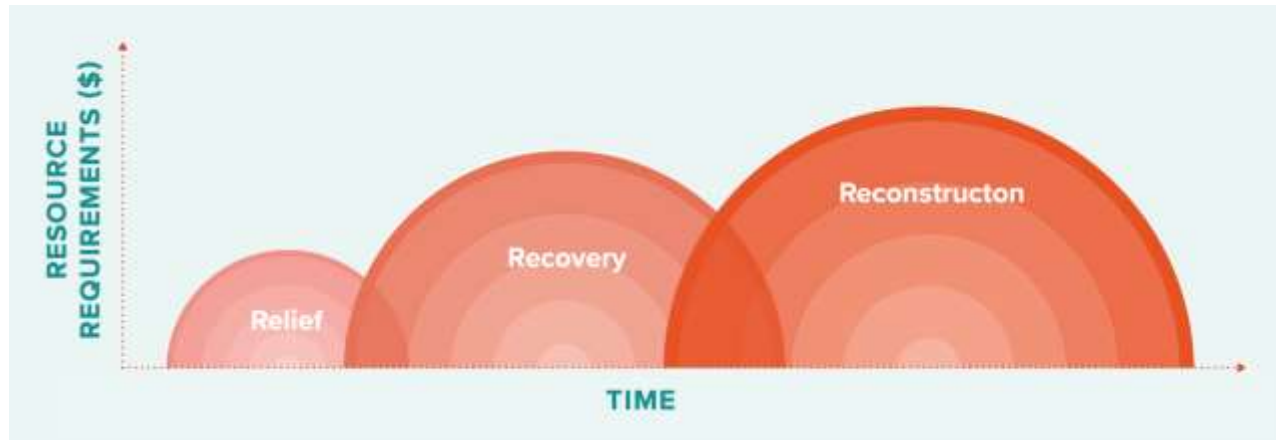 RESOURCE
REQUIREMENTS ($)
Relief
Recovery
Reconstructon
TIME